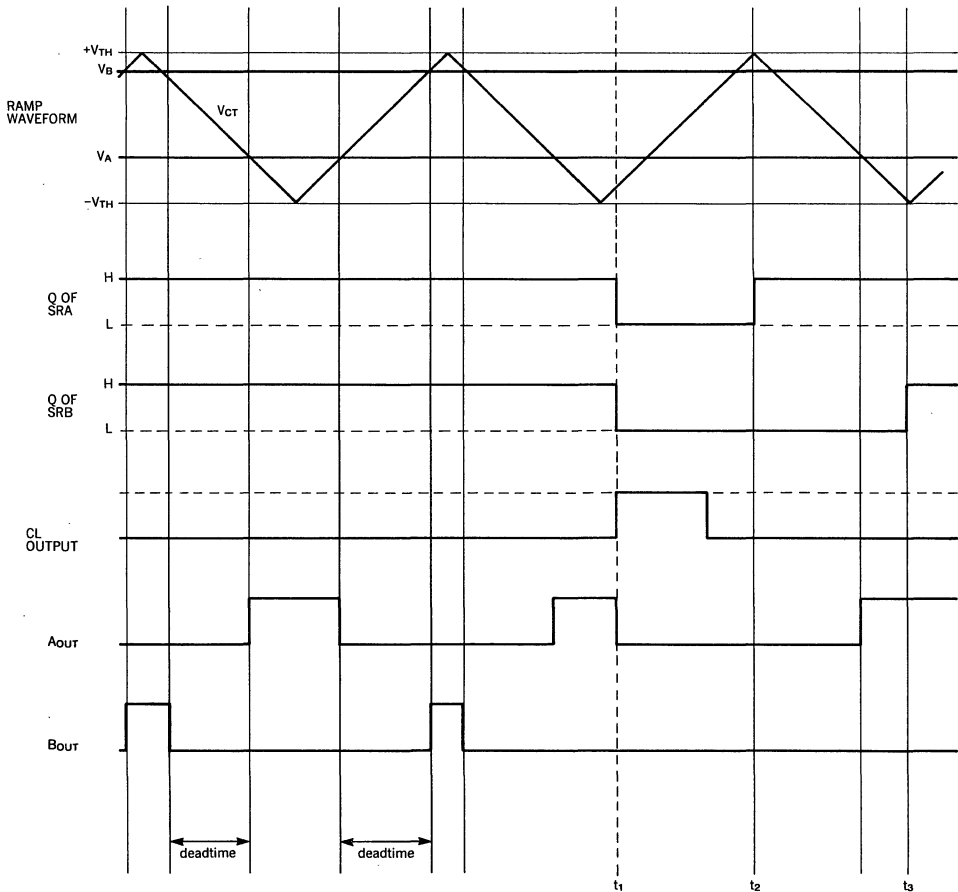 +VTH
VB
RAMP
WAVEFORM
VCT
VA
−VTH
H
Q OF
SRA
L
H
Q OF
SRB
L
CL
OUTPUT
AOUT
BOUT
deadtime
deadtime
t1
t2
t3